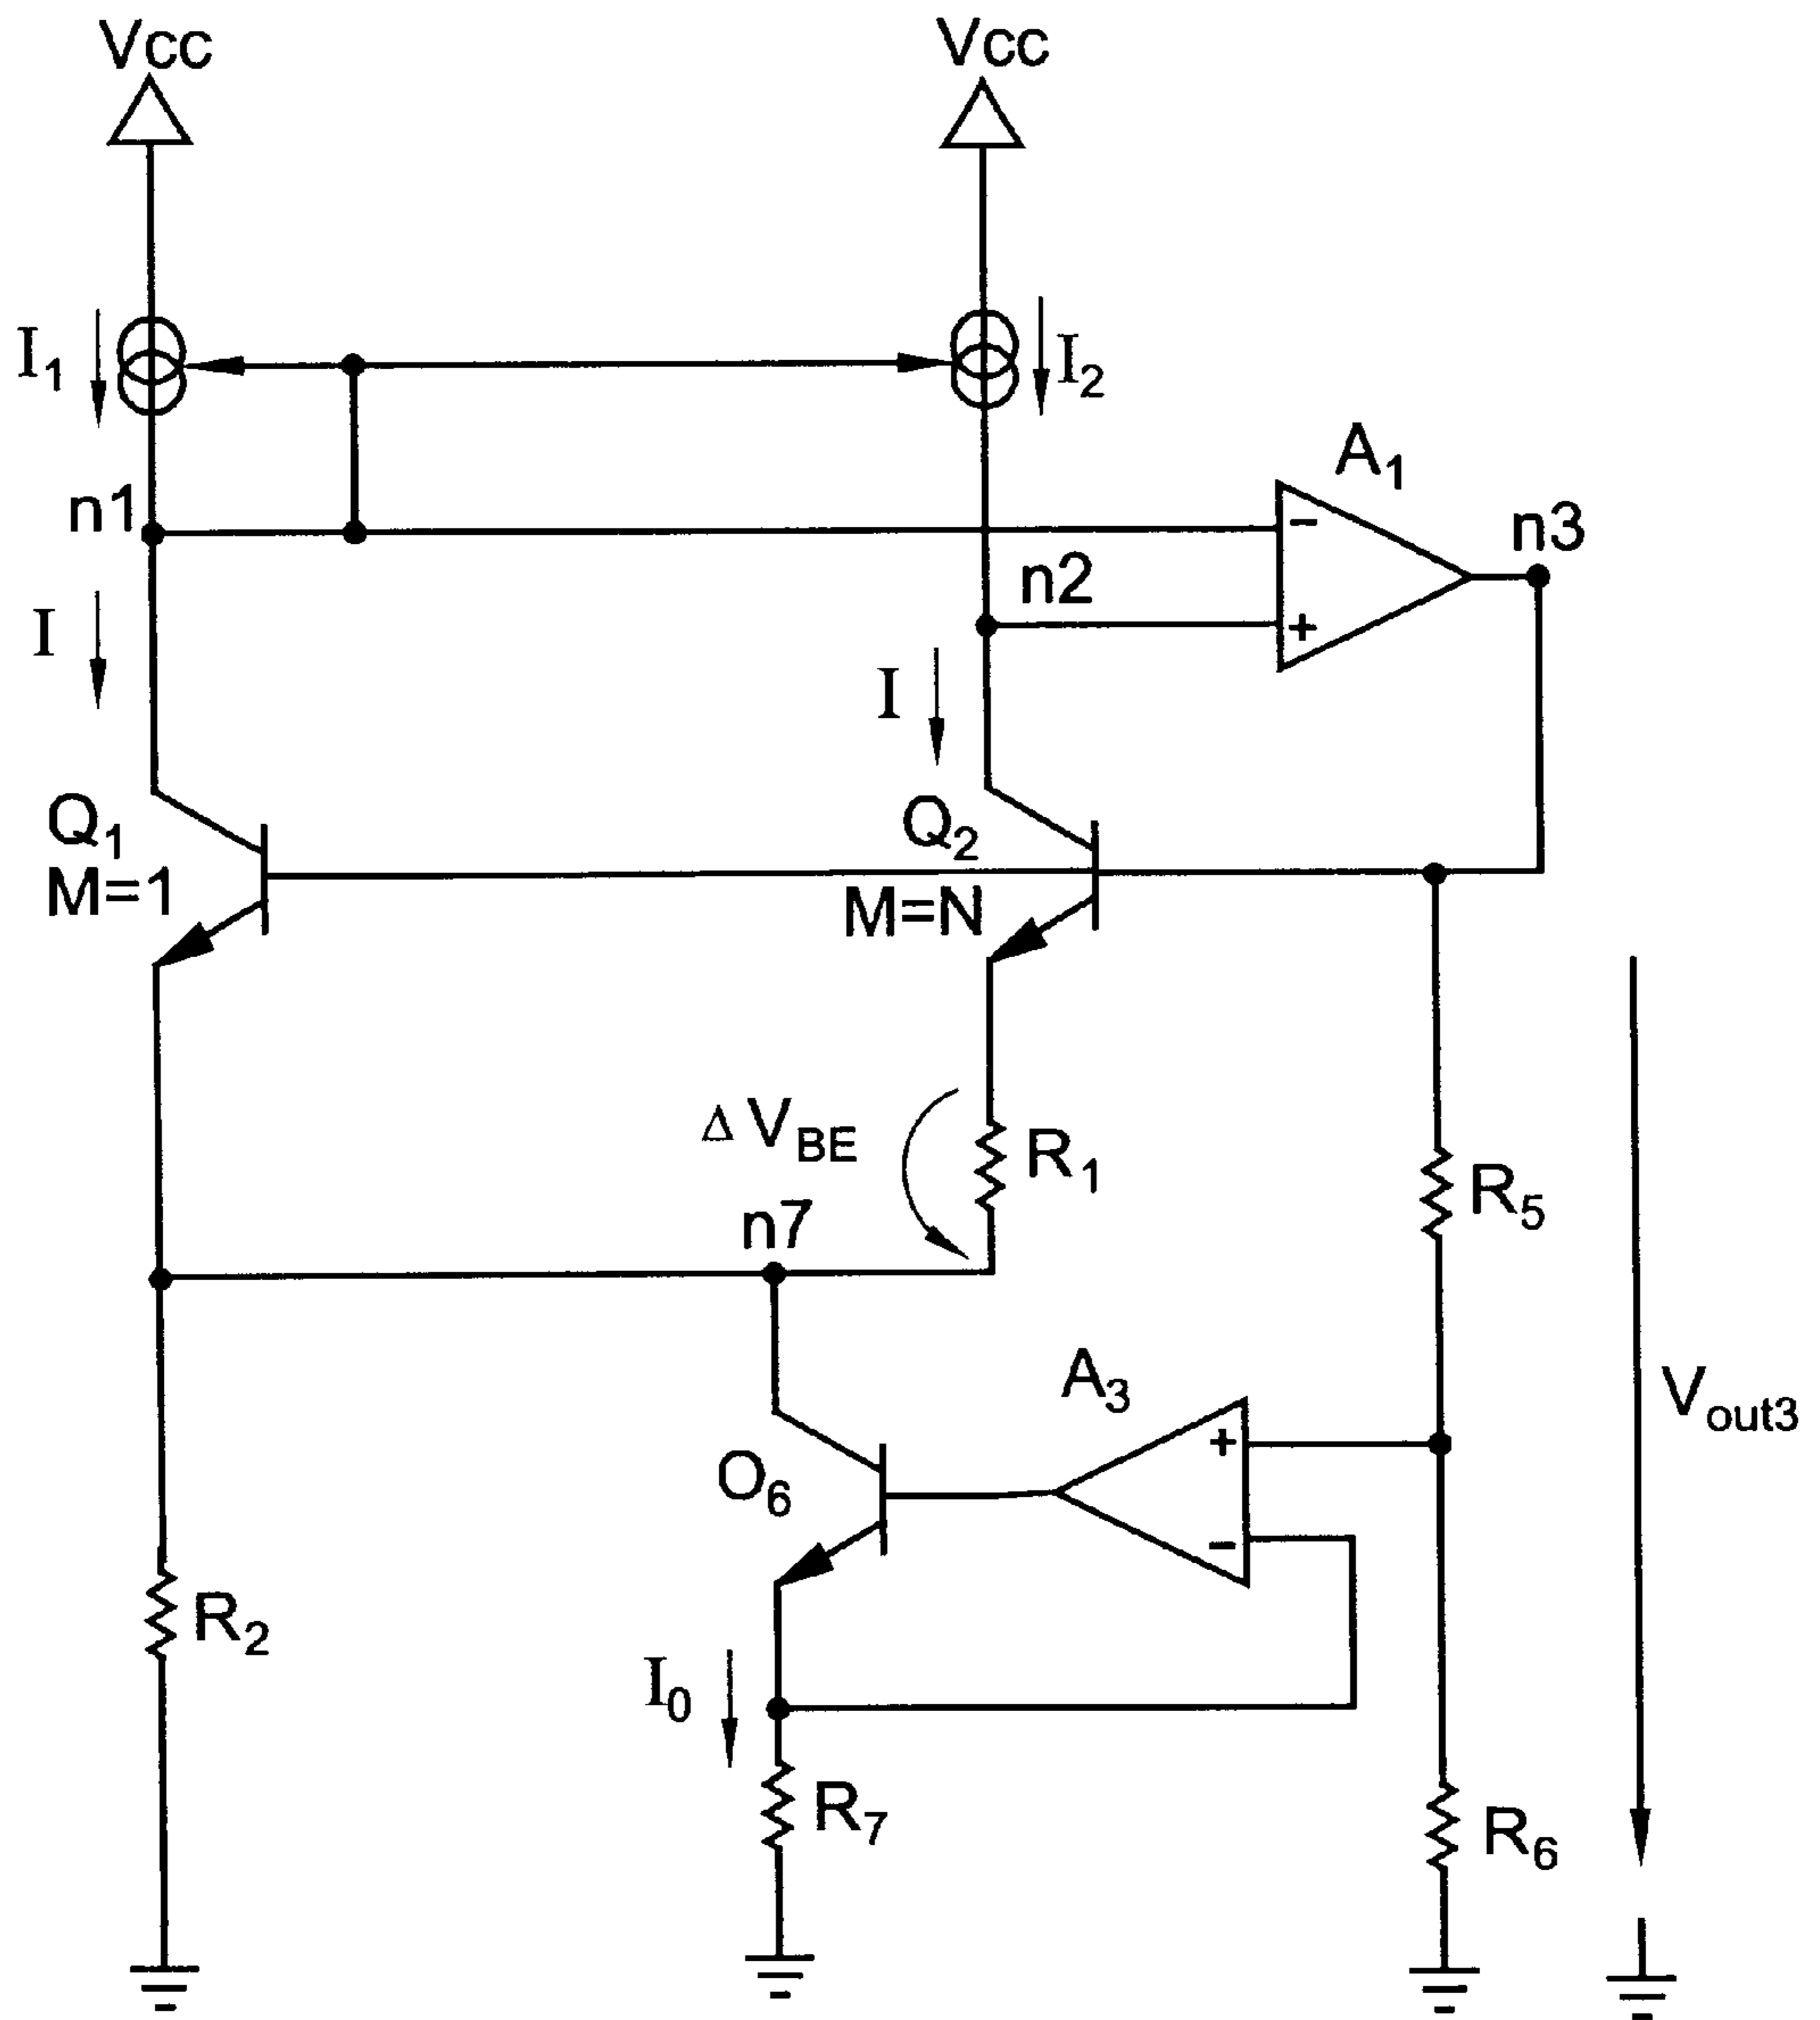 Vcc
Vcc
I1
I2
A1
n1
n3
−
n2
+
I
I
Q1
M=1
Q2
M=N
Δ VBE
R1
R5
n7
A3
Vout3
+
O6
−
R2
I0
R7
R6